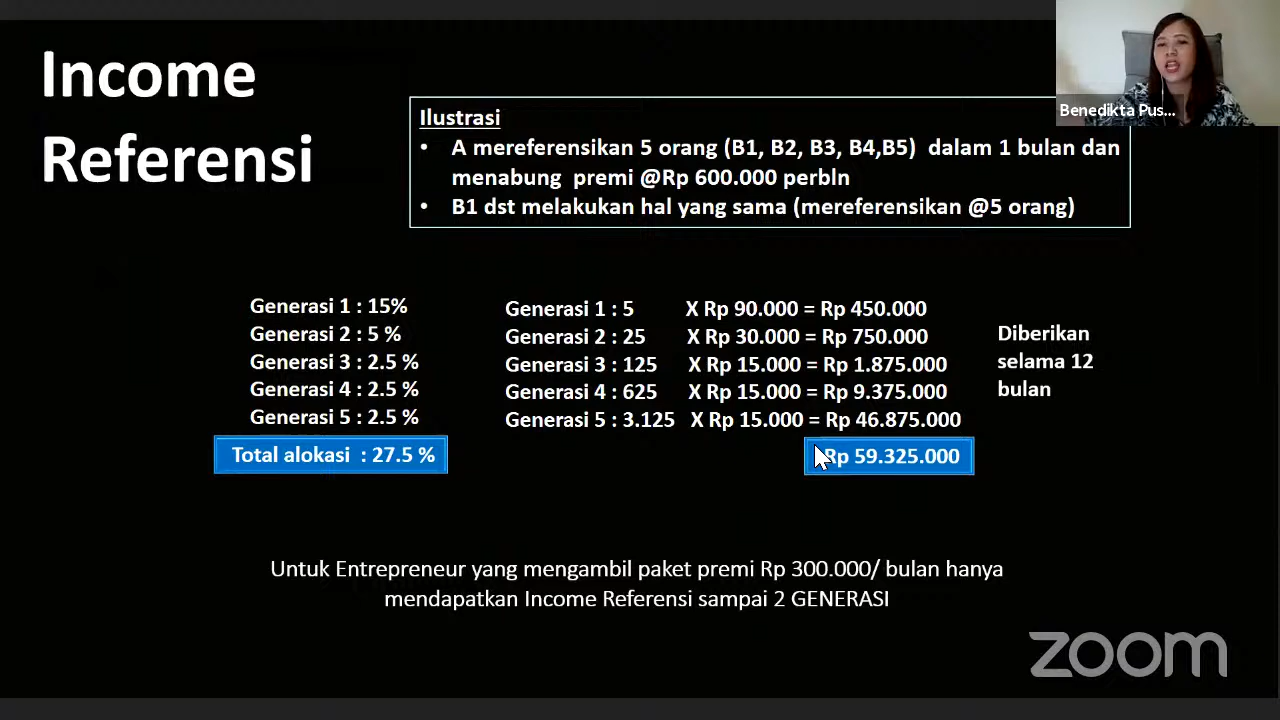 Income
Referensi
Benedikta Pus...
Ilustrasi
• A mereferensikan 5 orang (B1, B2, B3, B4,B5) dalam 1 bulan dan
menabung premi @Rp 600.000 perbln
• B1 dst melakukan hal yang sama (mereferensikan @5 orang)
Generasi 1 : 15%
Generasi 2 : 5 %
Generasi 3 : 2.5 %
Generasi 4 : 2.5 %
Generasi 5 : 2.5 %
Total alokasi : 27.5 %
Generasi 1 : 5 X Rp 90.000 = Rp 450.000
Generasi 2 : 25 X Rp 30.000 = Rp 750.000
Generasi 3 : 125 X Rp 15.000 = Rp 1.875.000
Generasi 4 : 625 X Rp 15.000 = Rp 9.375.000
Generasi 5 : 3.125 X Rp 15.000 = Rp 46.875.000
Rp 59.325.000
Diberikan
selama 12
bulan
Untuk Entrepreneur yang mengambil paket premi Rp 300.000/ bulan hanya
mendapatkan Income Referensi sampai 2 GENERASI
zoom